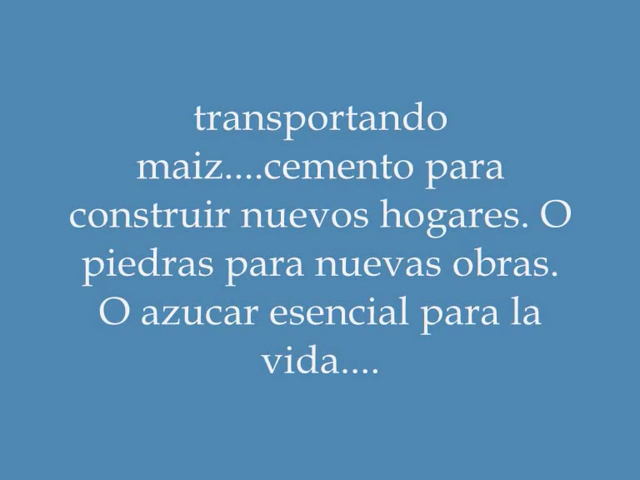 transportando
maiz....cemento para
construir nuevos hogares. O
piedras para nuevas obras.
O azucar esencial para la
vida....